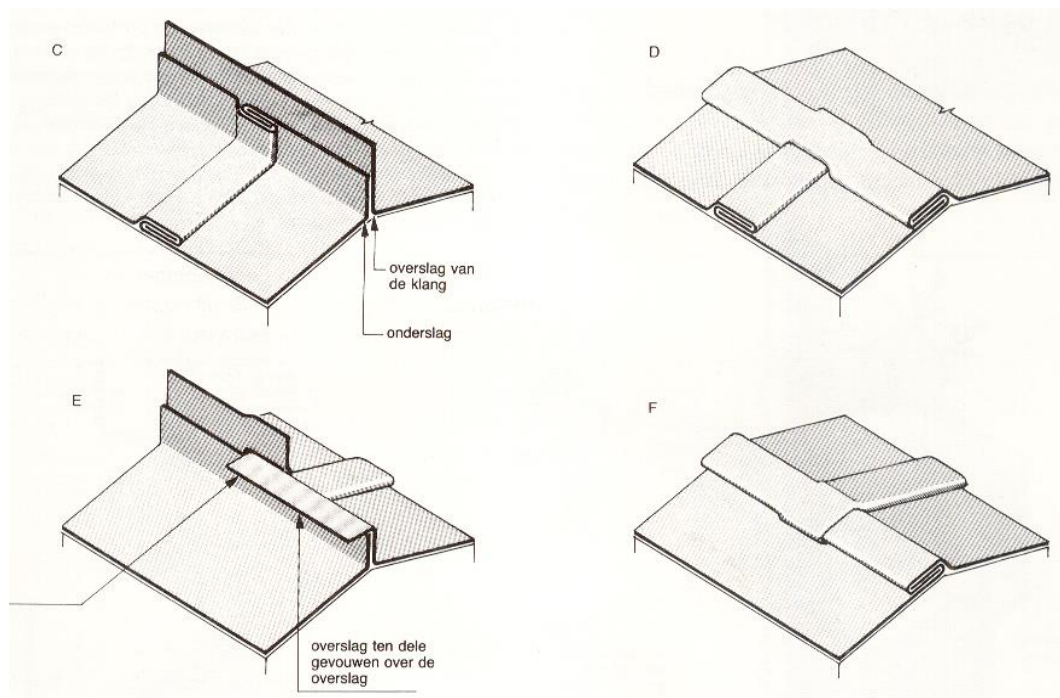 C
D
overslag van
de klang
onderslag
E
F
overslag ten dele
gevouwen over de
overslag